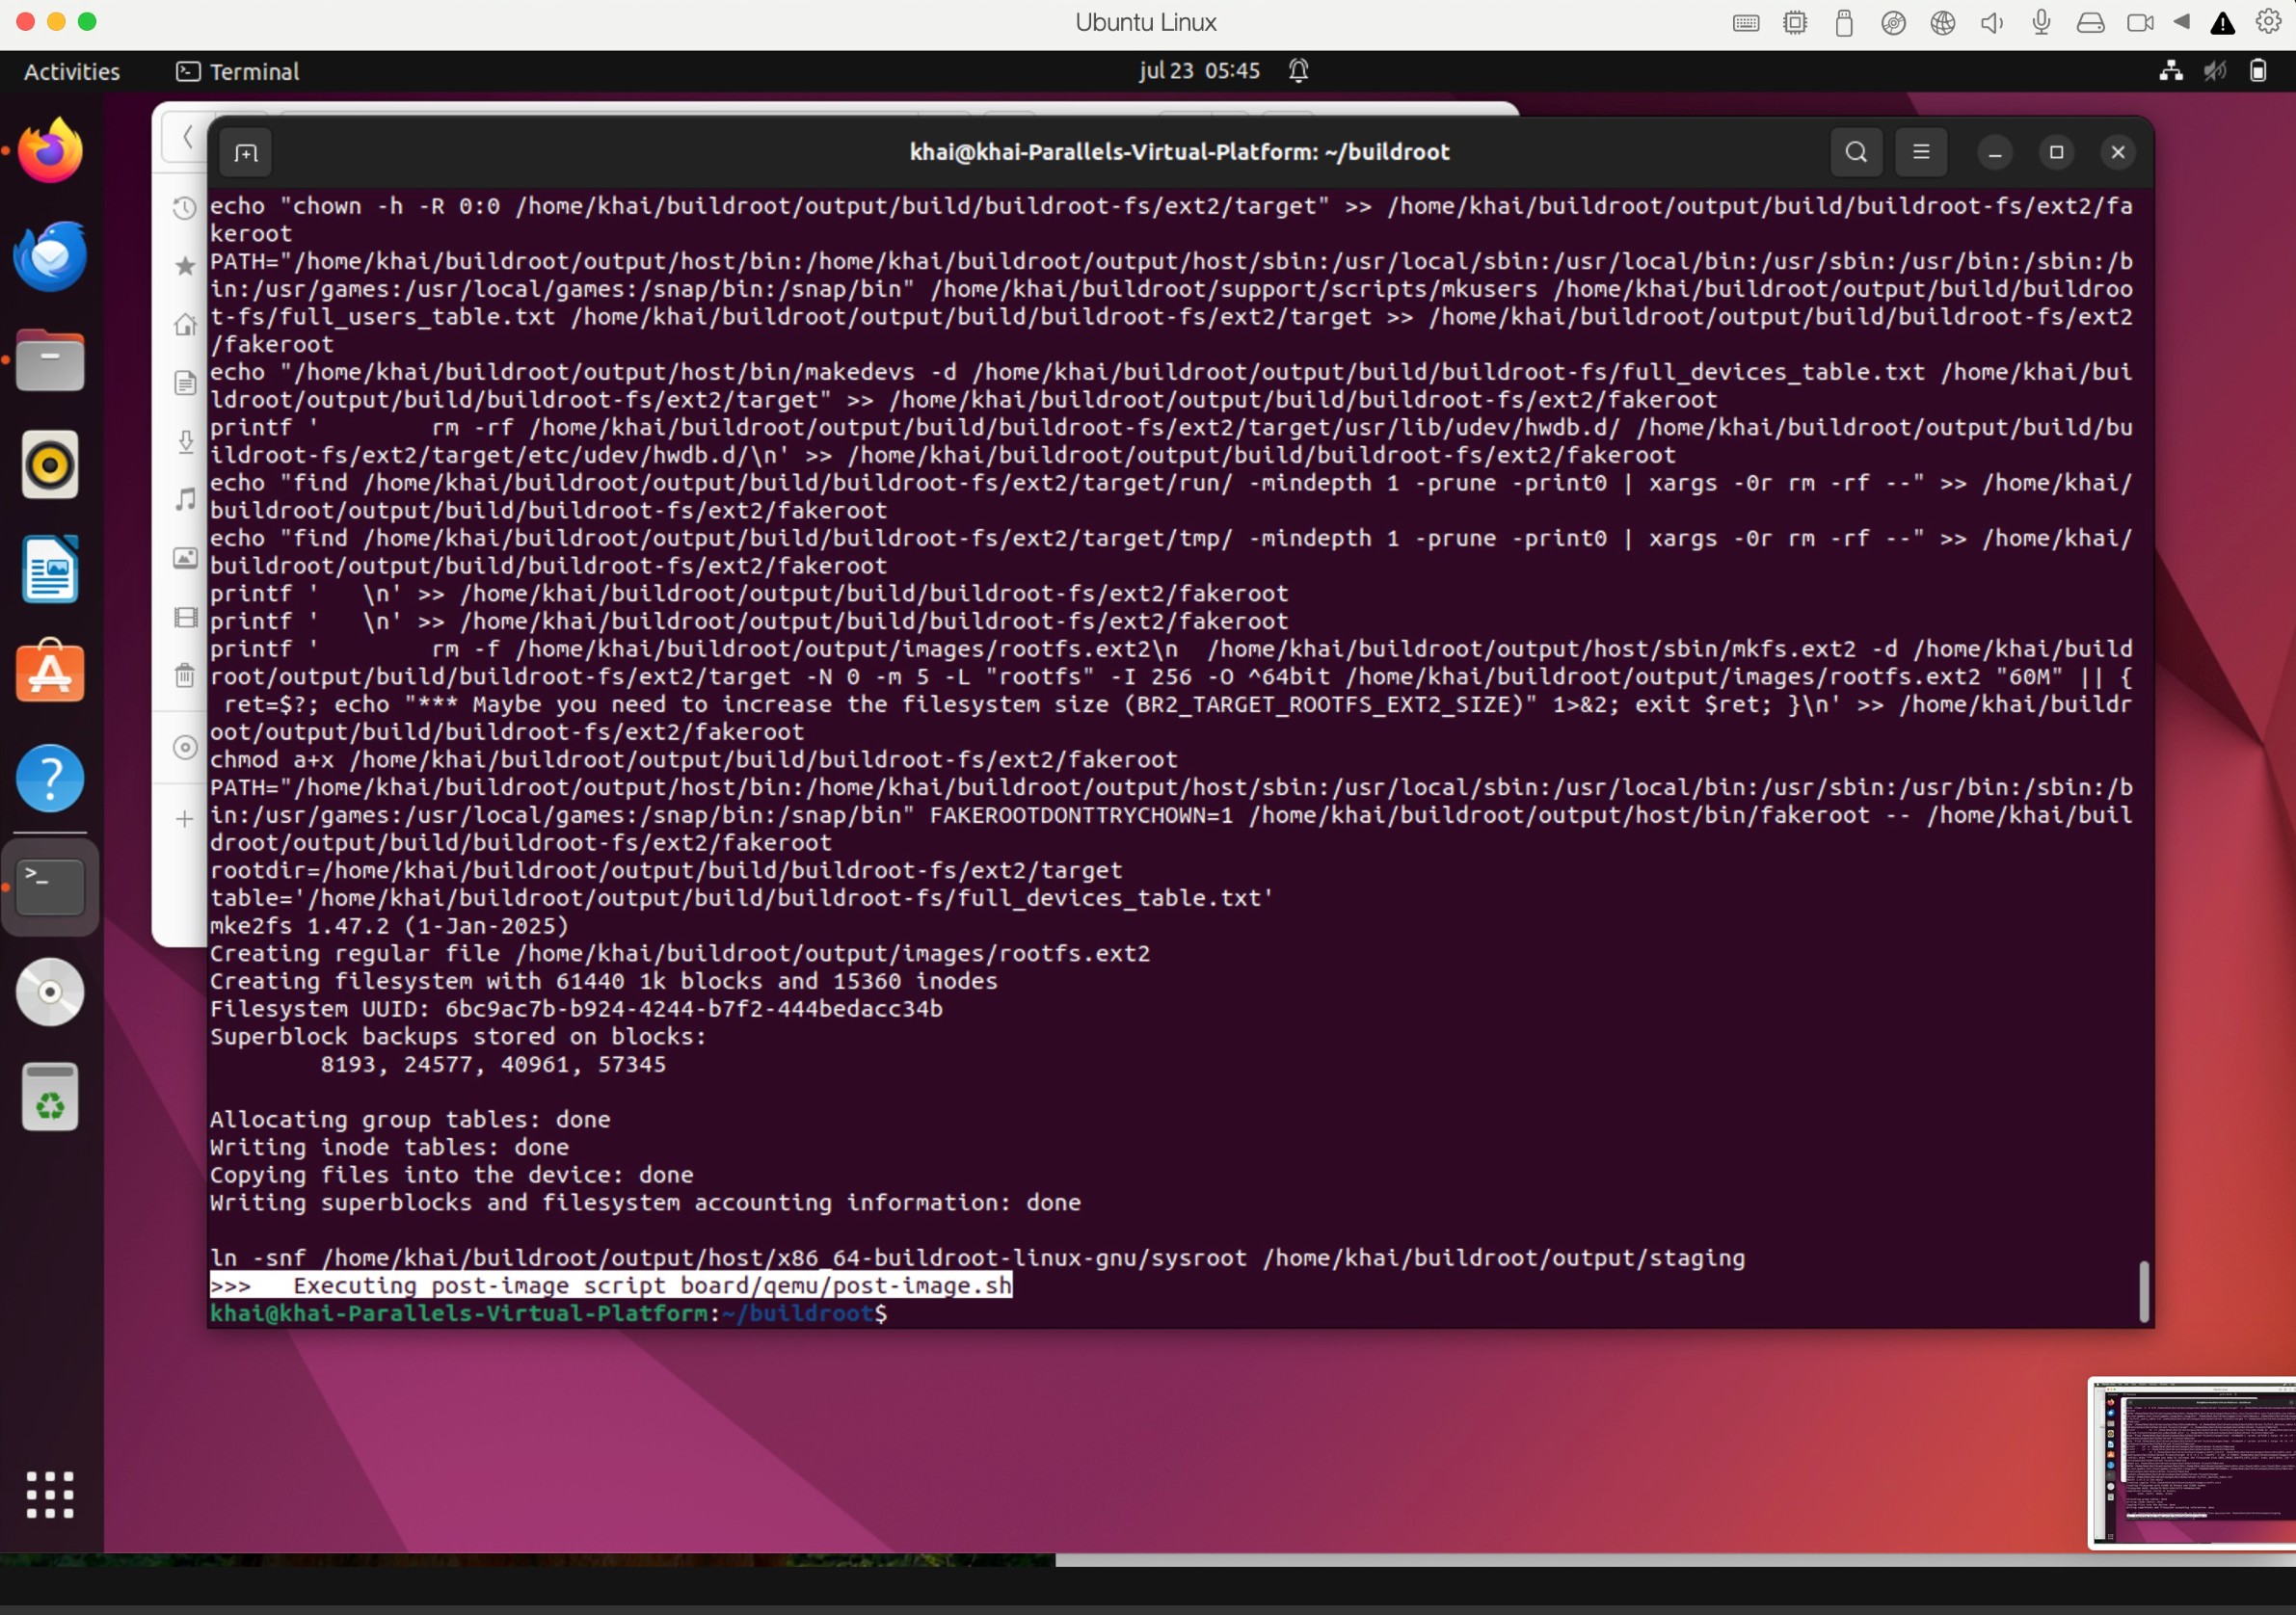 Ubuntu Linux
Activities
Terminal
jul 23 05:45
khai@khai-Parallels-Virtual-Platform: ~/buildroot
echo "chown -h -R 0:0 /home/khai/buildroot/output/build/buildroot-fs/ext2/target" >> /home/khai/buildroot/output/build/buildroot-fs/ext2/fa
keroot
PATH="/home/khai/buildroot/output/host/bin:/home/khai/buildroot/output/host/sbin:/usr/local/sbin:/usr/local/bin:/usr/sbin:/usr/bin:/sbin:/b
in:/usr/games:/usr/local/games:/snap/bin:/snap/bin" /home/khai/buildroot/support/scripts/mkusers /home/khai/buildroot/output/build/buildroo
t-fs/full_users_table.txt /home/khai/buildroot/output/build/buildroot-fs/ext2/target >> /home/khai/buildroot/output/build/buildroot-fs/ext2
/fakeroot
echo "/home/khai/buildroot/output/host/bin/makedevs -d /home/khai/buildroot/output/build/buildroot-fs/full_devices_table.txt /home/khai/bui
ldroot/output/build/buildroot-fs/ext2/target" >> /home/khai/buildroot/output/build/buildroot-fs/ext2/fakeroot
printf '        rm -rf /home/khai/buildroot/output/build/buildroot-fs/ext2/target/usr/lib/udev/hwdb.d/ /home/khai/buildroot/output/build/bu
ildroot-fs/ext2/target/etc/udev/hwdb.d/\n' >> /home/khai/buildroot/output/build/buildroot-fs/ext2/fakeroot
echo "find /home/khai/buildroot/output/build/buildroot-fs/ext2/target/run/ -mindepth 1 -prune -print0 | xargs -0r rm -rf --" >> /home/khai/
buildroot/output/build/buildroot-fs/ext2/fakeroot
echo "find /home/khai/buildroot/output/build/buildroot-fs/ext2/target/tmp/ -mindepth 1 -prune -print0 | xargs -0r rm -rf --" >> /home/khai/
buildroot/output/build/buildroot-fs/ext2/fakeroot
printf '   \n' >> /home/khai/buildroot/output/build/buildroot-fs/ext2/fakeroot
printf '   \n' >> /home/khai/buildroot/output/build/buildroot-fs/ext2/fakeroot
printf '        rm -f /home/khai/buildroot/output/images/rootfs.ext2\n  /home/khai/buildroot/output/host/sbin/mkfs.ext2 -d /home/khai/build
root/output/build/buildroot-fs/ext2/target -N 0 -m 5 -L "rootfs" -I 256 -O ^64bit /home/khai/buildroot/output/images/rootfs.ext2 "60M" || {
 ret=$?; echo "*** Maybe you need to increase the filesystem size (BR2_TARGET_ROOTFS_EXT2_SIZE)" 1>&2; exit $ret; }\n' >> /home/khai/buildr
oot/output/build/buildroot-fs/ext2/fakeroot
chmod a+x /home/khai/buildroot/output/build/buildroot-fs/ext2/fakeroot
PATH="/home/khai/buildroot/output/host/bin:/home/khai/buildroot/output/host/sbin:/usr/local/sbin:/usr/local/bin:/usr/sbin:/usr/bin:/sbin:/b
in:/usr/games:/usr/local/games:/snap/bin:/snap/bin" FAKEROOTDONTTRYCHOWN=1 /home/khai/buildroot/output/host/bin/fakeroot -- /home/khai/buil
droot/output/build/buildroot-fs/ext2/fakeroot
rootdir=/home/khai/buildroot/output/build/buildroot-fs/ext2/target
table='/home/khai/buildroot/output/build/buildroot-fs/full_devices_table.txt'
mke2fs 1.47.2 (1-Jan-2025)
Creating regular file /home/khai/buildroot/output/images/rootfs.ext2
Creating filesystem with 61440 1k blocks and 15360 inodes
Filesystem UUID: 6bc9ac7b-b924-4244-b7f2-444bedacc34b
Superblock backups stored on blocks:
        8193, 24577, 40961, 57345
Allocating group tables: done
Writing inode tables: done
Copying files into the device: done
Writing superblocks and filesystem accounting information: done
ln -snf /home/khai/buildroot/output/host/x86_64-buildroot-linux-gnu/sysroot /home/khai/buildroot/output/staging
>>>   Executing post-image script board/qemu/post-image.sh
khai@khai-Parallels-Virtual-Platform:~/buildroot$